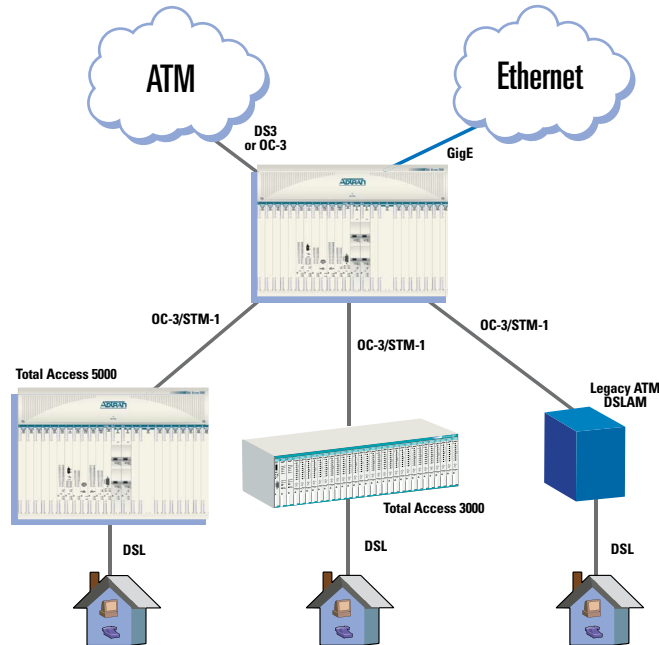 ATM
Ethernet
DS3
or OC-3
GigE
ADTRAN
OC-3/STM-1
OC-3/STM-1
OC-3/STM-1
Total Access 5000
ADTRAN
Legacy ATM
DSLAM
Total Access 3000
DSL
DSL
DSL